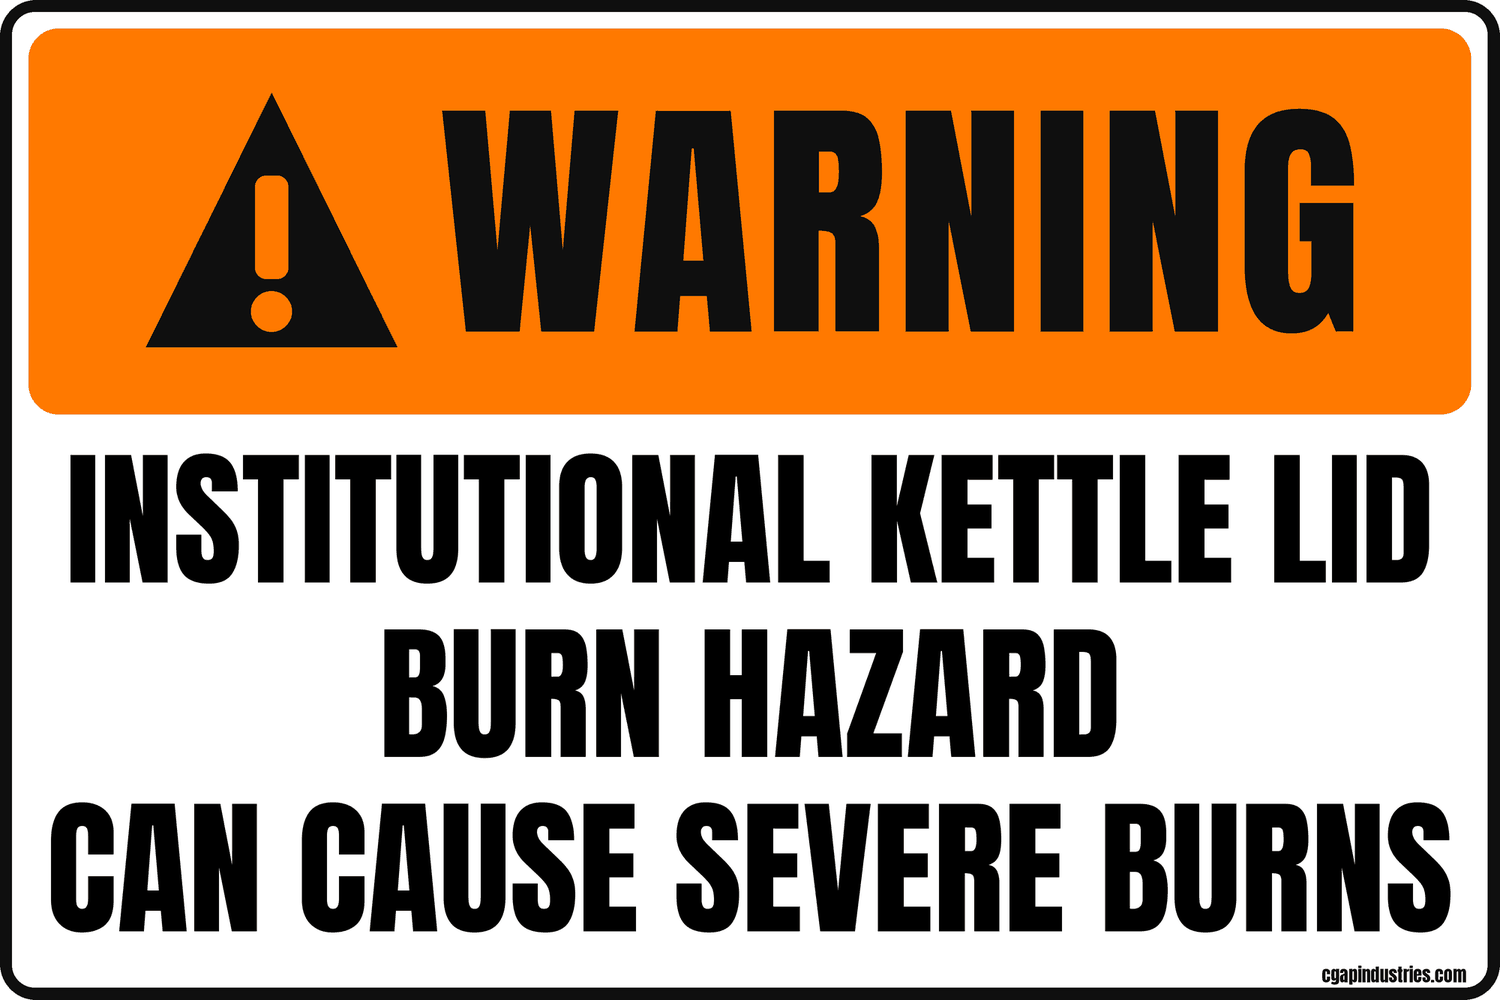 WARNING
INSTITUTIONAL KETTLE LID
BURN HAZARD
CAN CAUSE SEVERE BURNS
cgapindustries.com